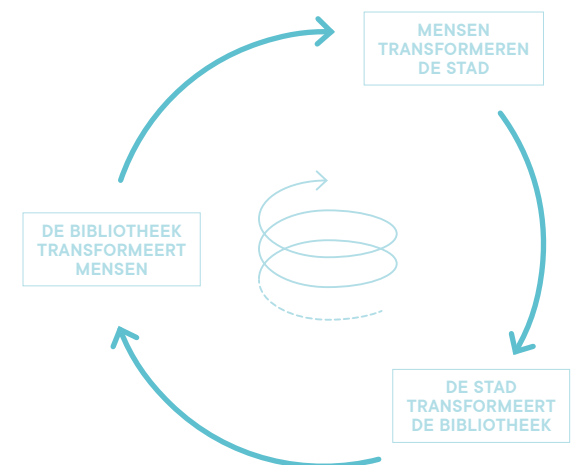 MENSEN
TRANSFORMEREN
DE STAD
DE BIBLIOTHEEK
TRANSFORMEERT
MENSEN
DE STAD
TRANSFORMEERT
DE BIBLIOTHEEK